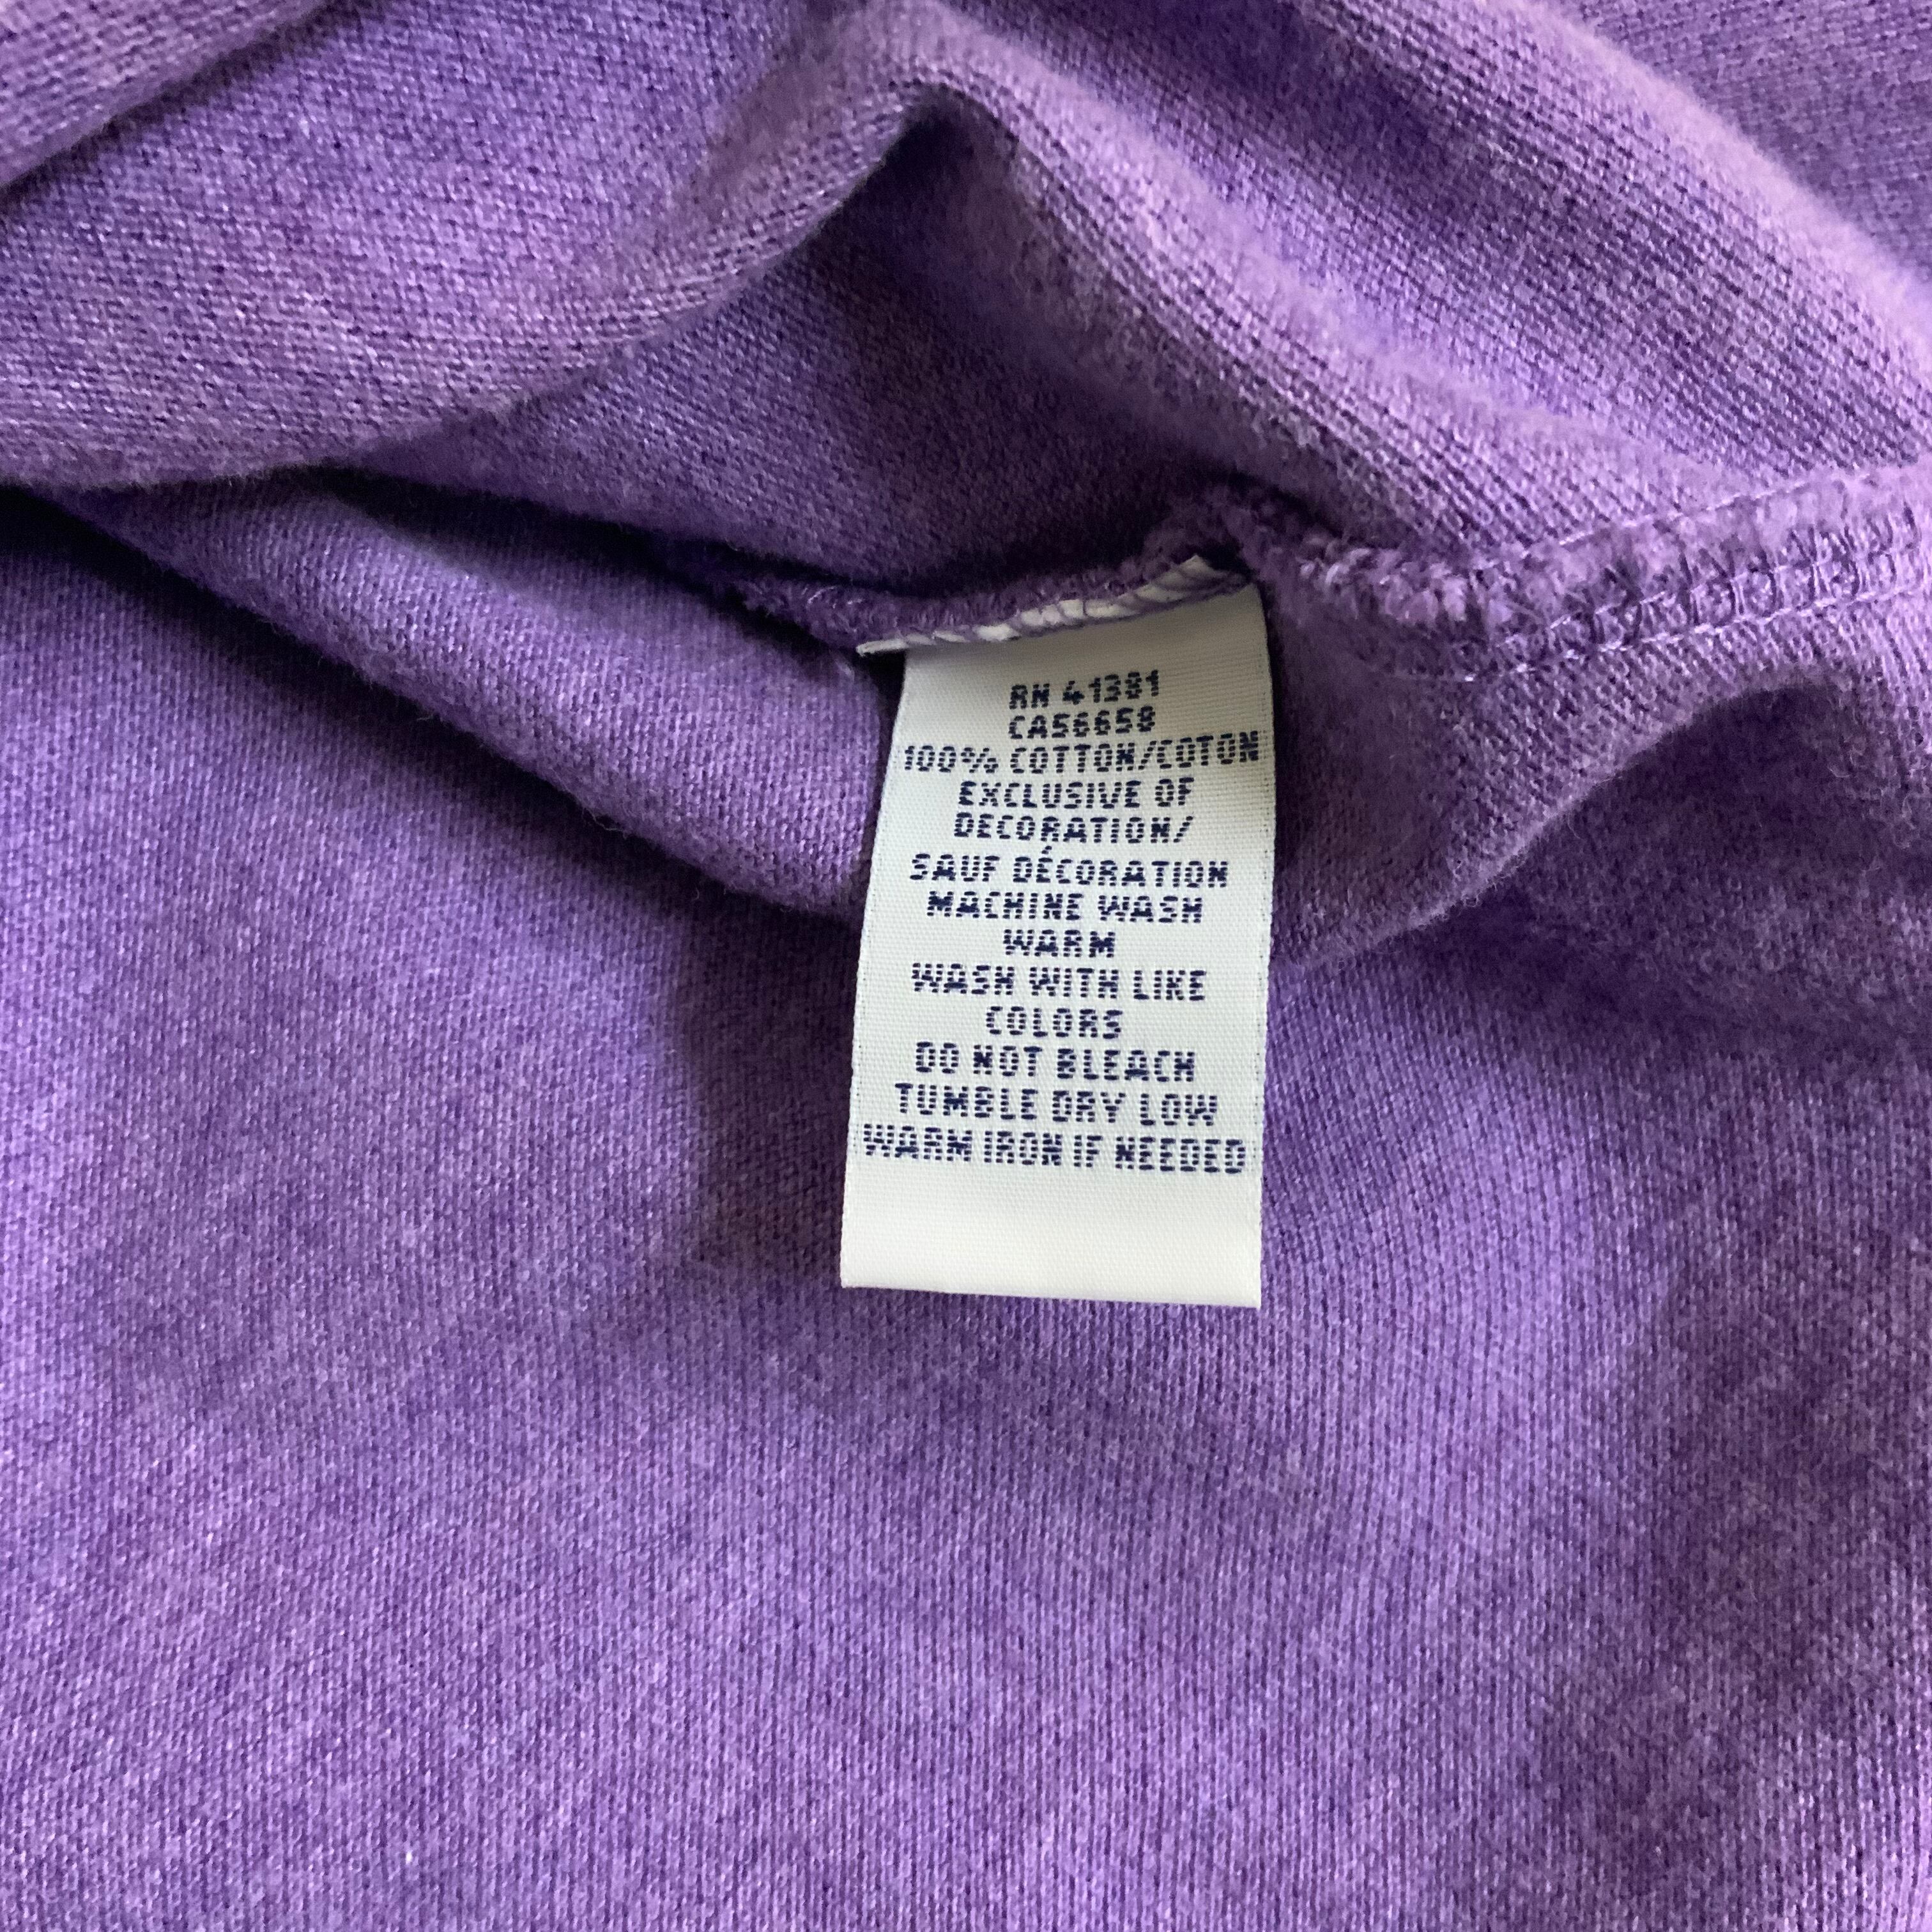 RN 41381
CA56658
100% COTTON/COTON
EXCLUSIVE OF
DECORATION/
SAUF DÉCORATION
MACHINE WASH
WARM
WASH WITH LIKE
COLORS
DO NOT BLEACH
TUMBLE DRY LOW
WARM IRON IF NEEDED